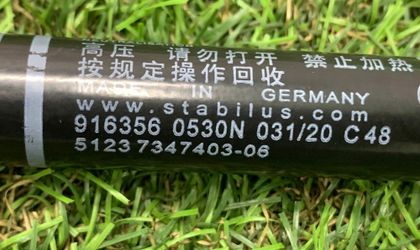 高压 请勿打开 禁止加热
按规定操作回收
MADE IN GERMANY
www.stabilus.com
916356 0530N 031/20 C48
51237347403-06